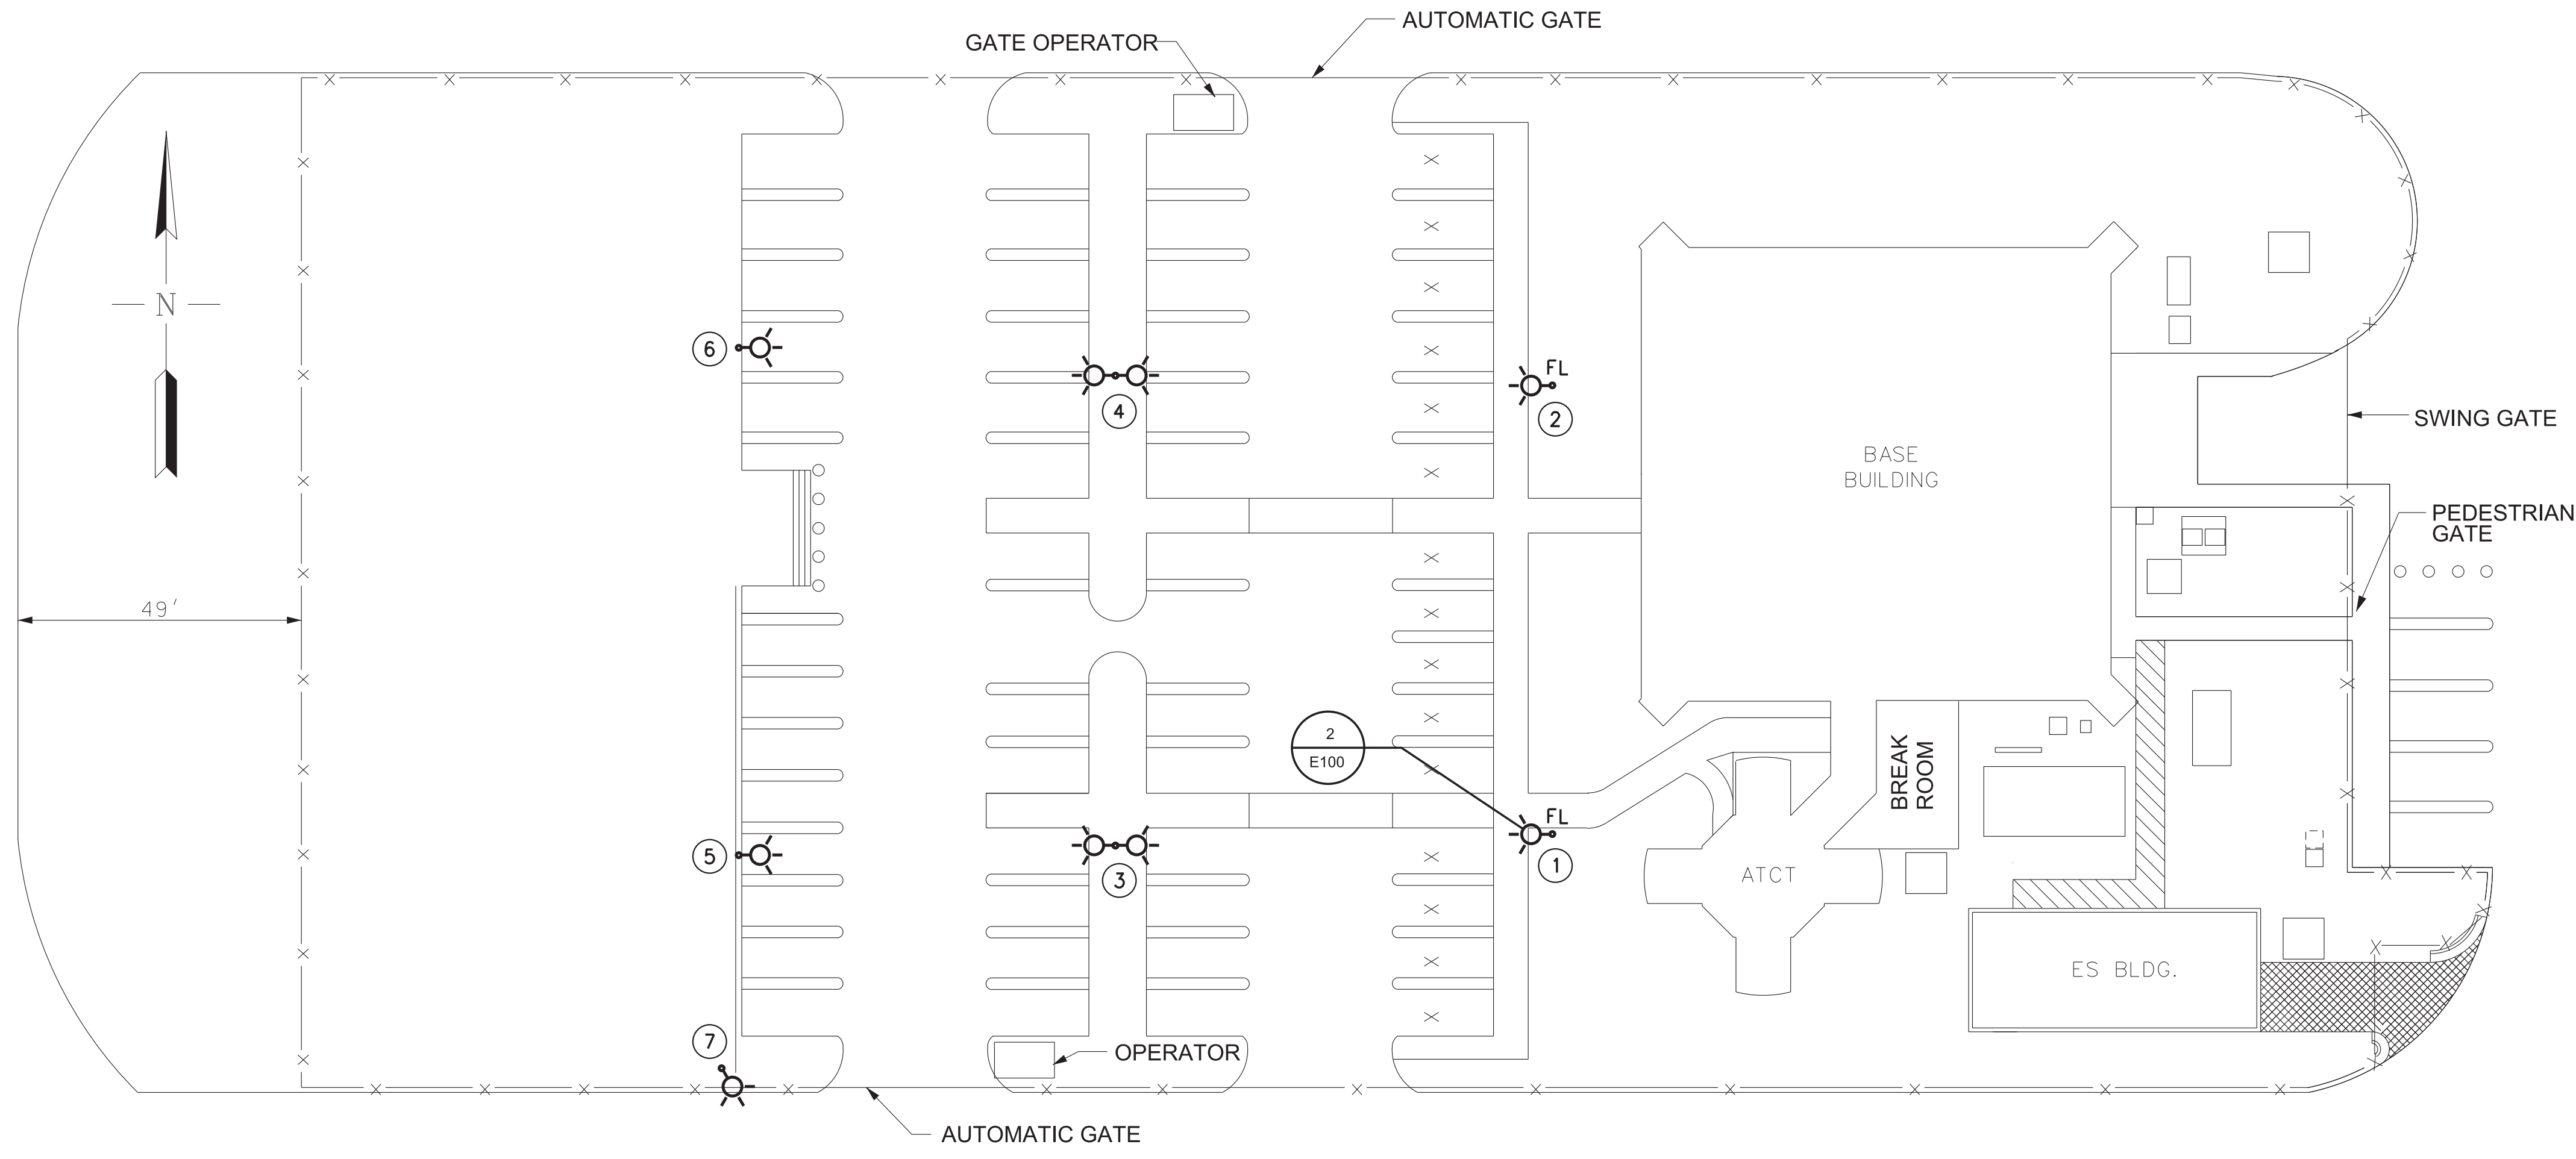 AUTOMATIC GATE
GATE OPERATOR
N
6
4
FL
2
SWING GATE
BASE
BUILDING
PEDESTRIAN
GATE
49'
2
E100
BREAK
ROOM
FL
1
5
3
ATCT
ES BLDG.
7
OPERATOR
AUTOMATIC GATE